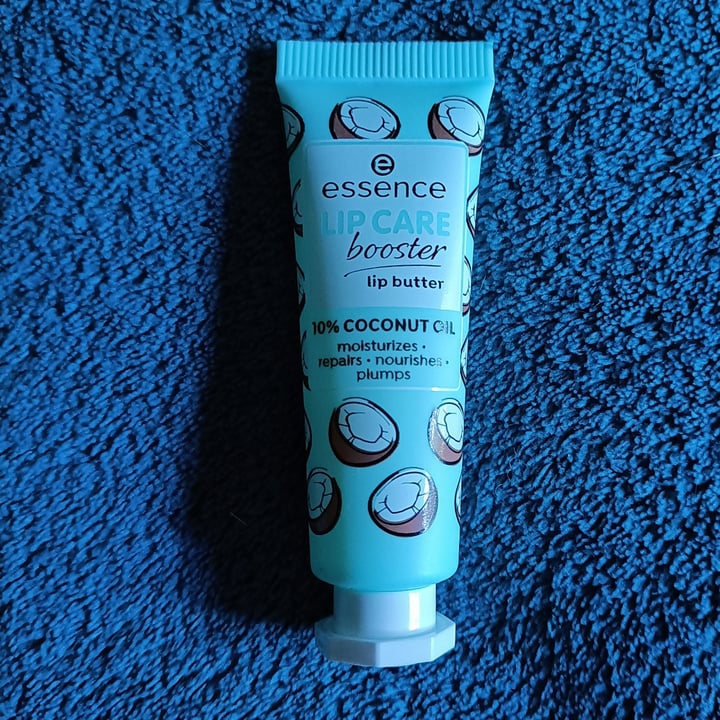 essence
LIP CARE
booster
lip butter
10% COCONUT OIL
moisturizes •
repairs • nourishes •
plumps